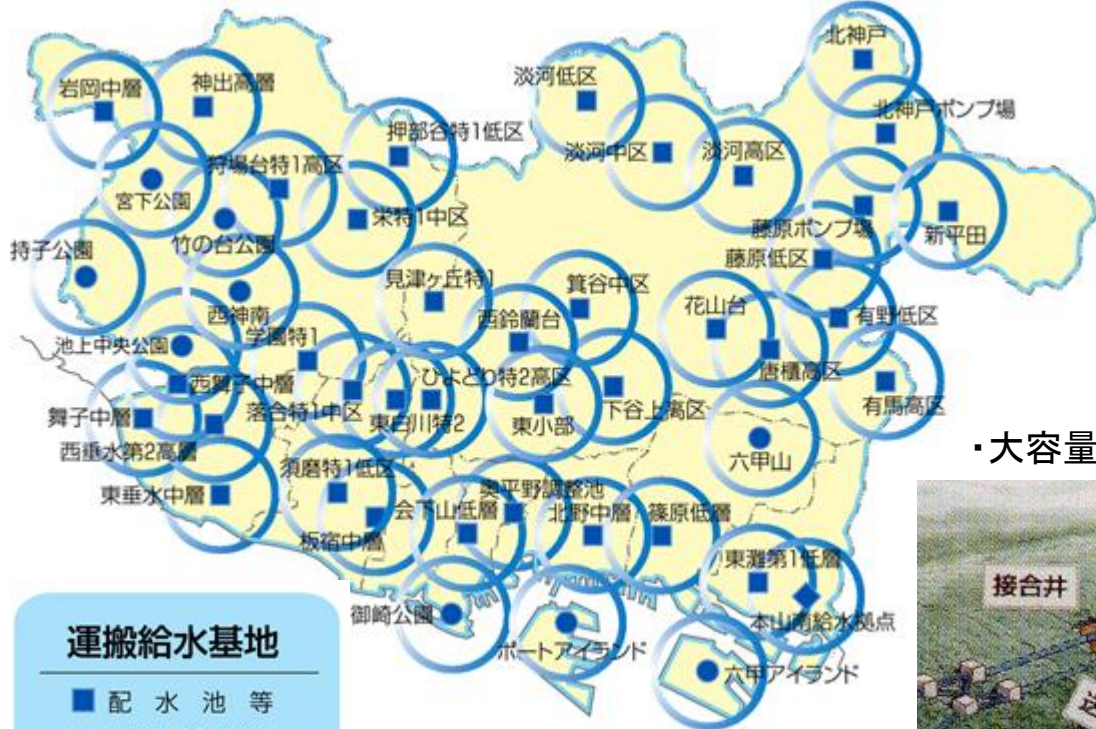 北神戸
岩岡中層
神出高層
淡河低区
北神戸ポンプ場
押部谷特1低区
淡河中区
淡河高区
狩場台特1高区
宮下公園
栄特1中区
藤原ポンプ場
新平田
竹の台公園
持子公園
藤原低区
見津ヶ丘特1
箕谷中区
花山台
有野低区
西神南
西鈴蘭台
学園特1
池上中央公園
唐櫃高区
西舞子中層
ひよどり特2高区
有馬高区
舞子中層
落合特1中区
東白川特2
東小部
下谷上高区
西垂水第2高層
六甲山
・大容量
東垂水中層
須磨特1低区
奥平野調整池
会下山低層
北野中層
篠原低層
板宿中層
東灘第1低層
接合井
御崎公園
本山南給水拠点
ポートアイランド
六甲アイランド
運搬給水基地
配水池等